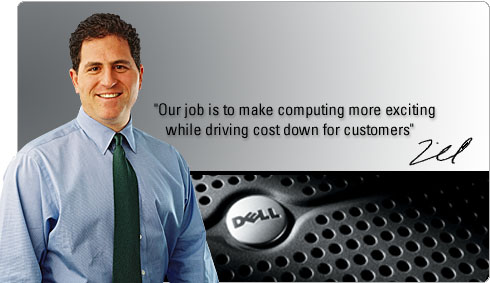 "Our job is to make computing more exciting
while driving cost down for customers"
DELL